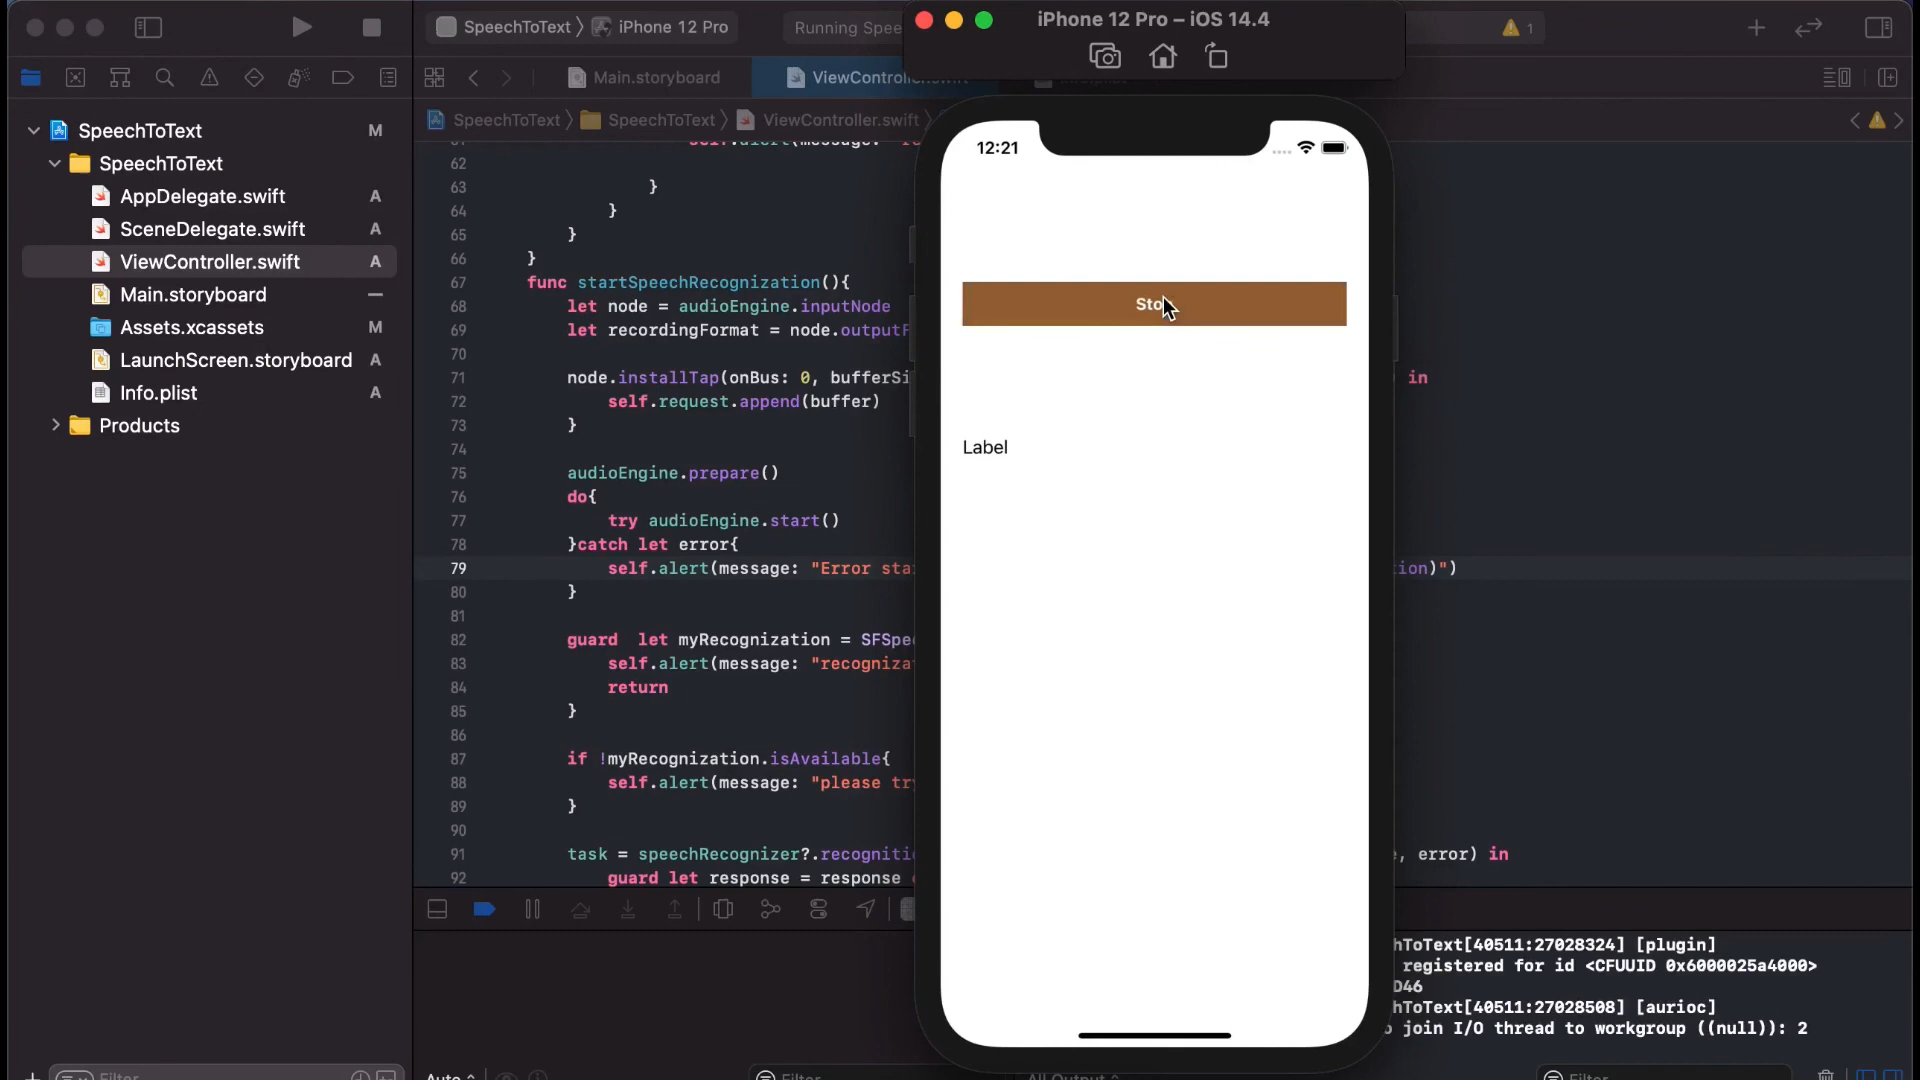 SpeechToText
iPhone 12 Pro
Running
iPhone 12 Pro – iOS 14.4
1
Main.storyboard
ViewController.swift
SpeechToText
SpeechToText
ViewController.swift
SpeechToText
M
SpeechToText
AppDelegate.swift
A
SceneDelegate.swift
A
ViewController.swift
A
Main.storyboard
Assets.xcassets
M
LaunchScreen.storyboard
A
Info.plist
A
Products
62
63 }
64 }
65 }
66 }
67 func startSpeechRecognization(){
68 let node = audioEngine.inputNode
69 let recordingFormat = node.outputF
70
71 node.installTap(onBus: 0, bufferSi in
72 self.request.append(buffer)
73 }
74
75 audioEngine.prepare()
76 do{
77 try audioEngine.start()
78 }catch let error{
79 self.alert(message: "Error sta tion)")
80 }
81
82 guard let myRecognization = SFSpe
83 self.alert(message: "recogniza
84 return
85 }
86
87 if !myRecognization.isAvailable{
88 self.alert(message: "please try
89 }
90
91 task = speechRecognizer?.recogniti , error) in
92 guard let response = response
12:21
Sto
Label
hToText[40511:27028324] [plugin]
registered for id <CFUUID 0x6000025a4000>
D46
hToText[40511:27028508] [aurioc]
o join I/O thread to workgroup ((null)): 2
Filter
Auto
Filter
All Output
Filter